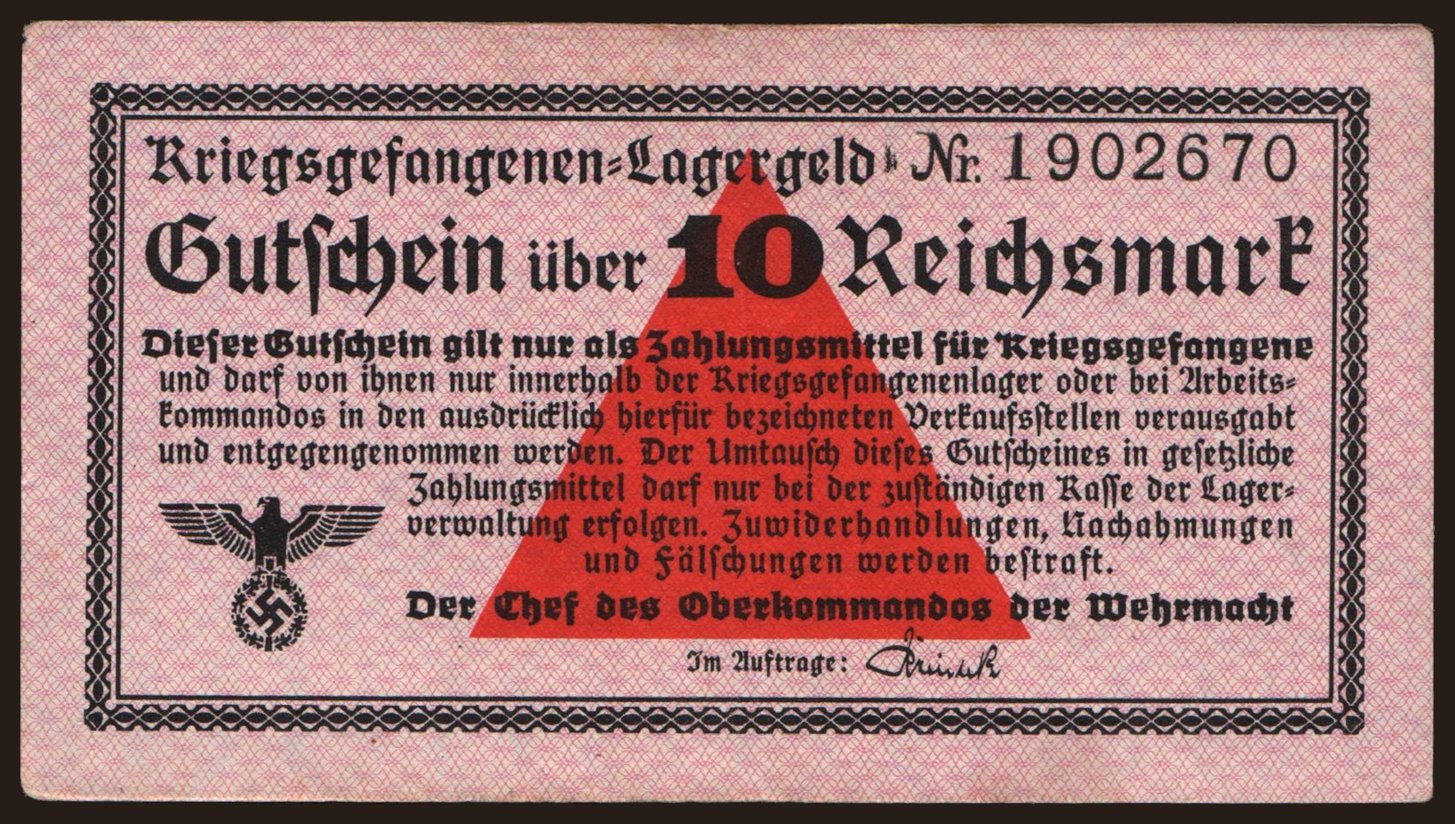 Kriegsgefangenen-Lagergeld Nr. 1902670
Gutschein über 10 Reichsmark
Dieser Gutschein gilt nur als Zahlungsmittel für Kriegsgefangene
und darf von ihnen nur innerhalb der Kriegsgefangenenlager oder bei Arbeits-
kommandos in den ausdrücklich hierfür bezeichneten Verkaufsstellen verausgabt
und entgegengenommen werden. Der Umtausch dieses Gutscheines in gesetzliche
Zahlungsmittel darf nur bei der zuständigen Kasse der Lager-
verwaltung erfolgen. Zuwiderhandlungen, Nachahmungen
und Fälschungen werden bestraft.
Der Chef des Oberkommandos der Wehrmacht
Im Auftrage: